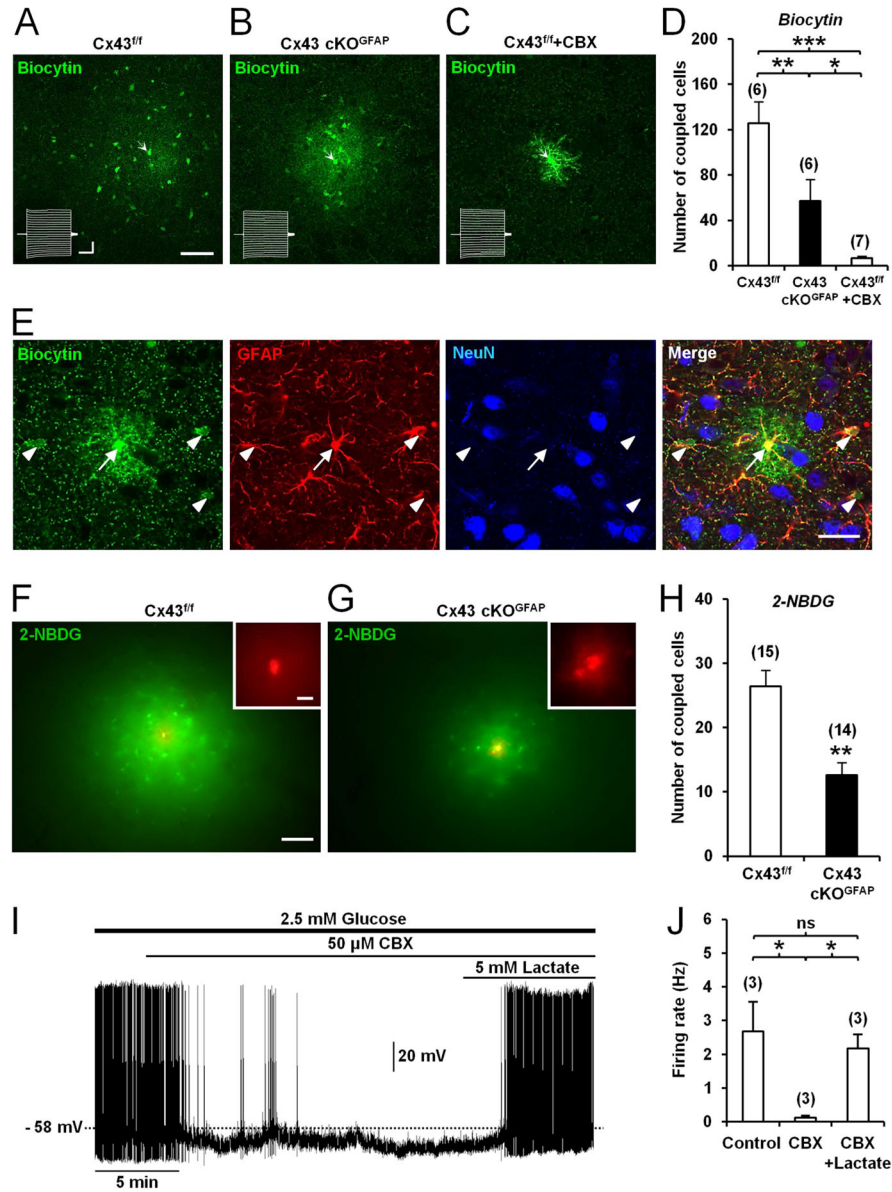 A
Cx43f/f
Biocytin
B
Cx43 cKOGFAP
Biocytin
C
Cx43f/f+CBX
Biocytin
D
Biocytin
Number of coupled cells
200
160
120
80
40
0
***
** *
(6)
(6)
(7)
Cx43f/f
Cx43
cKOGFAP
Cx43f/f
+CBX
E
Biocytin
GFAP
NeuN
Merge
F
Cx43f/f
2-NBDG
G
Cx43 cKOGFAP
2-NBDG
H
2-NBDG
Number of coupled cells
40
30
20
10
0
(15)
(14)
**
Cx43f/f
Cx43
cKOGFAP
I
2.5 mM Glucose
50 µM CBX
5 mM Lactate
20 mV
- 58 mV
5 min
J
Firing rate (Hz)
6
5
4
3
2
1
0
ns
* *
(3)
(3)
(3)
Control
CBX
CBX
+Lactate